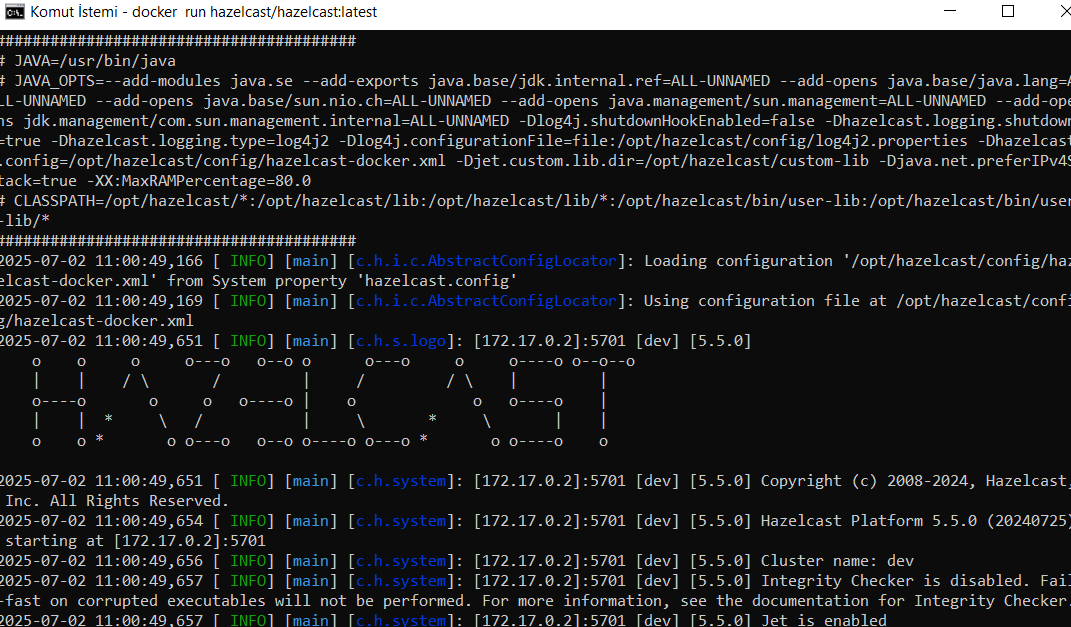 Komut İstemi - docker  run hazelcast/hazelcast:latest
########################################
# JAVA=/usr/bin/java
# JAVA_OPTS=--add-modules java.se --add-exports java.base/jdk.internal.ref=ALL-UNNAMED --add-opens java.base/java.lang=A
LL-UNNAMED --add-opens java.base/sun.nio.ch=ALL-UNNAMED --add-opens java.management/sun.management=ALL-UNNAMED --add-ope
ns jdk.management/com.sun.management.internal=ALL-UNNAMED -Dlog4j.shutdownHookEnabled=false -Dhazelcast.logging.shutdown
=true -Dhazelcast.logging.type=log4j2 -Dlog4j.configurationFile=file:/opt/hazelcast/config/log4j2.properties -Dhazelcast
.config=/opt/hazelcast/config/hazelcast-docker.xml -Djet.custom.lib.dir=/opt/hazelcast/custom-lib -Djava.net.preferIPv4S
tack=true -XX:MaxRAMPercentage=80.0
# CLASSPATH=/opt/hazelcast/*:/opt/hazelcast/lib:/opt/hazelcast/lib/*:/opt/hazelcast/bin/user-lib:/opt/hazelcast/bin/user
-lib/*
########################################
2025-07-02 11:00:49,166 [ INFO] [main] [c.h.i.c.AbstractConfigLocator]: Loading configuration '/opt/hazelcast/config/haz
elcast-docker.xml' from System property 'hazelcast.config'
2025-07-02 11:00:49,169 [ INFO] [main] [c.h.i.c.AbstractConfigLocator]: Using configuration file at /opt/hazelcast/confi
g/hazelcast-docker.xml
2025-07-02 11:00:49,651 [ INFO] [main] [c.h.s.logo]: [172.17.0.2]:5701 [dev] [5.5.0]
    o    o     o     o---o   o--o o      o---o     o     o----o o--o--o
    |    |    / \       /         |     /         / \    |         |
    o----o       o     o   o----o |    o             o   o----o    |
    |    |  *     \   /           |     \      *      \       |    |
    o    o *       o o---o   o--o o----o o---o *       o o----o    o
2025-07-02 11:00:49,651 [ INFO] [main] [c.h.system]: [172.17.0.2]:5701 [dev] [5.5.0] Copyright (c) 2008-2024, Hazelcast,
 Inc. All Rights Reserved.
2025-07-02 11:00:49,654 [ INFO] [main] [c.h.system]: [172.17.0.2]:5701 [dev] [5.5.0] Hazelcast Platform 5.5.0 (20240725)
 starting at [172.17.0.2]:5701
2025-07-02 11:00:49,656 [ INFO] [main] [c.h.system]: [172.17.0.2]:5701 [dev] [5.5.0] Cluster name: dev
2025-07-02 11:00:49,657 [ INFO] [main] [c.h.system]: [172.17.0.2]:5701 [dev] [5.5.0] Integrity Checker is disabled. Fail
-fast on corrupted executables will not be performed. For more information, see the documentation for Integrity Checker.
2025-07-02 11:00:49,657 [ INFO] [main] [c.h.system]: [172.17.0.2]:5701 [dev] [5.5.0] Jet is enabled